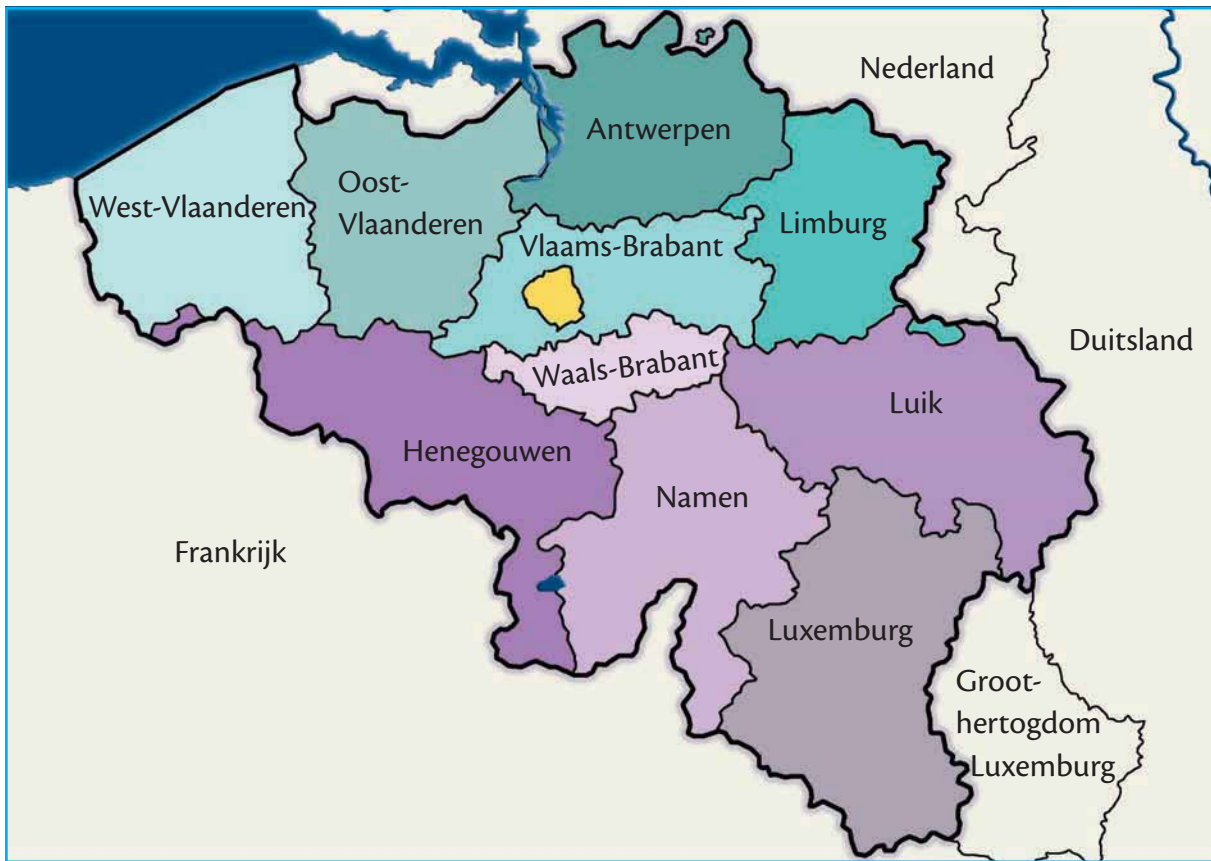 Nederland
Antwerpen
Oost-
Vlaanderen
West-Vlaanderen
Limburg
Vlaams-Brabant
Duitsland
Waals-Brabant
Luik
Henegouwen
Namen
Frankrijk
Luxemburg
Groot-
hertogdom
Luxemburg